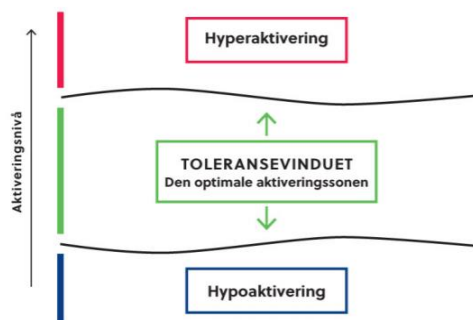 Hyperaktivering
Aktiveringsnivå
TOLERANSEVINDUET
Den optimale aktiveringssonen
Hypoaktivering